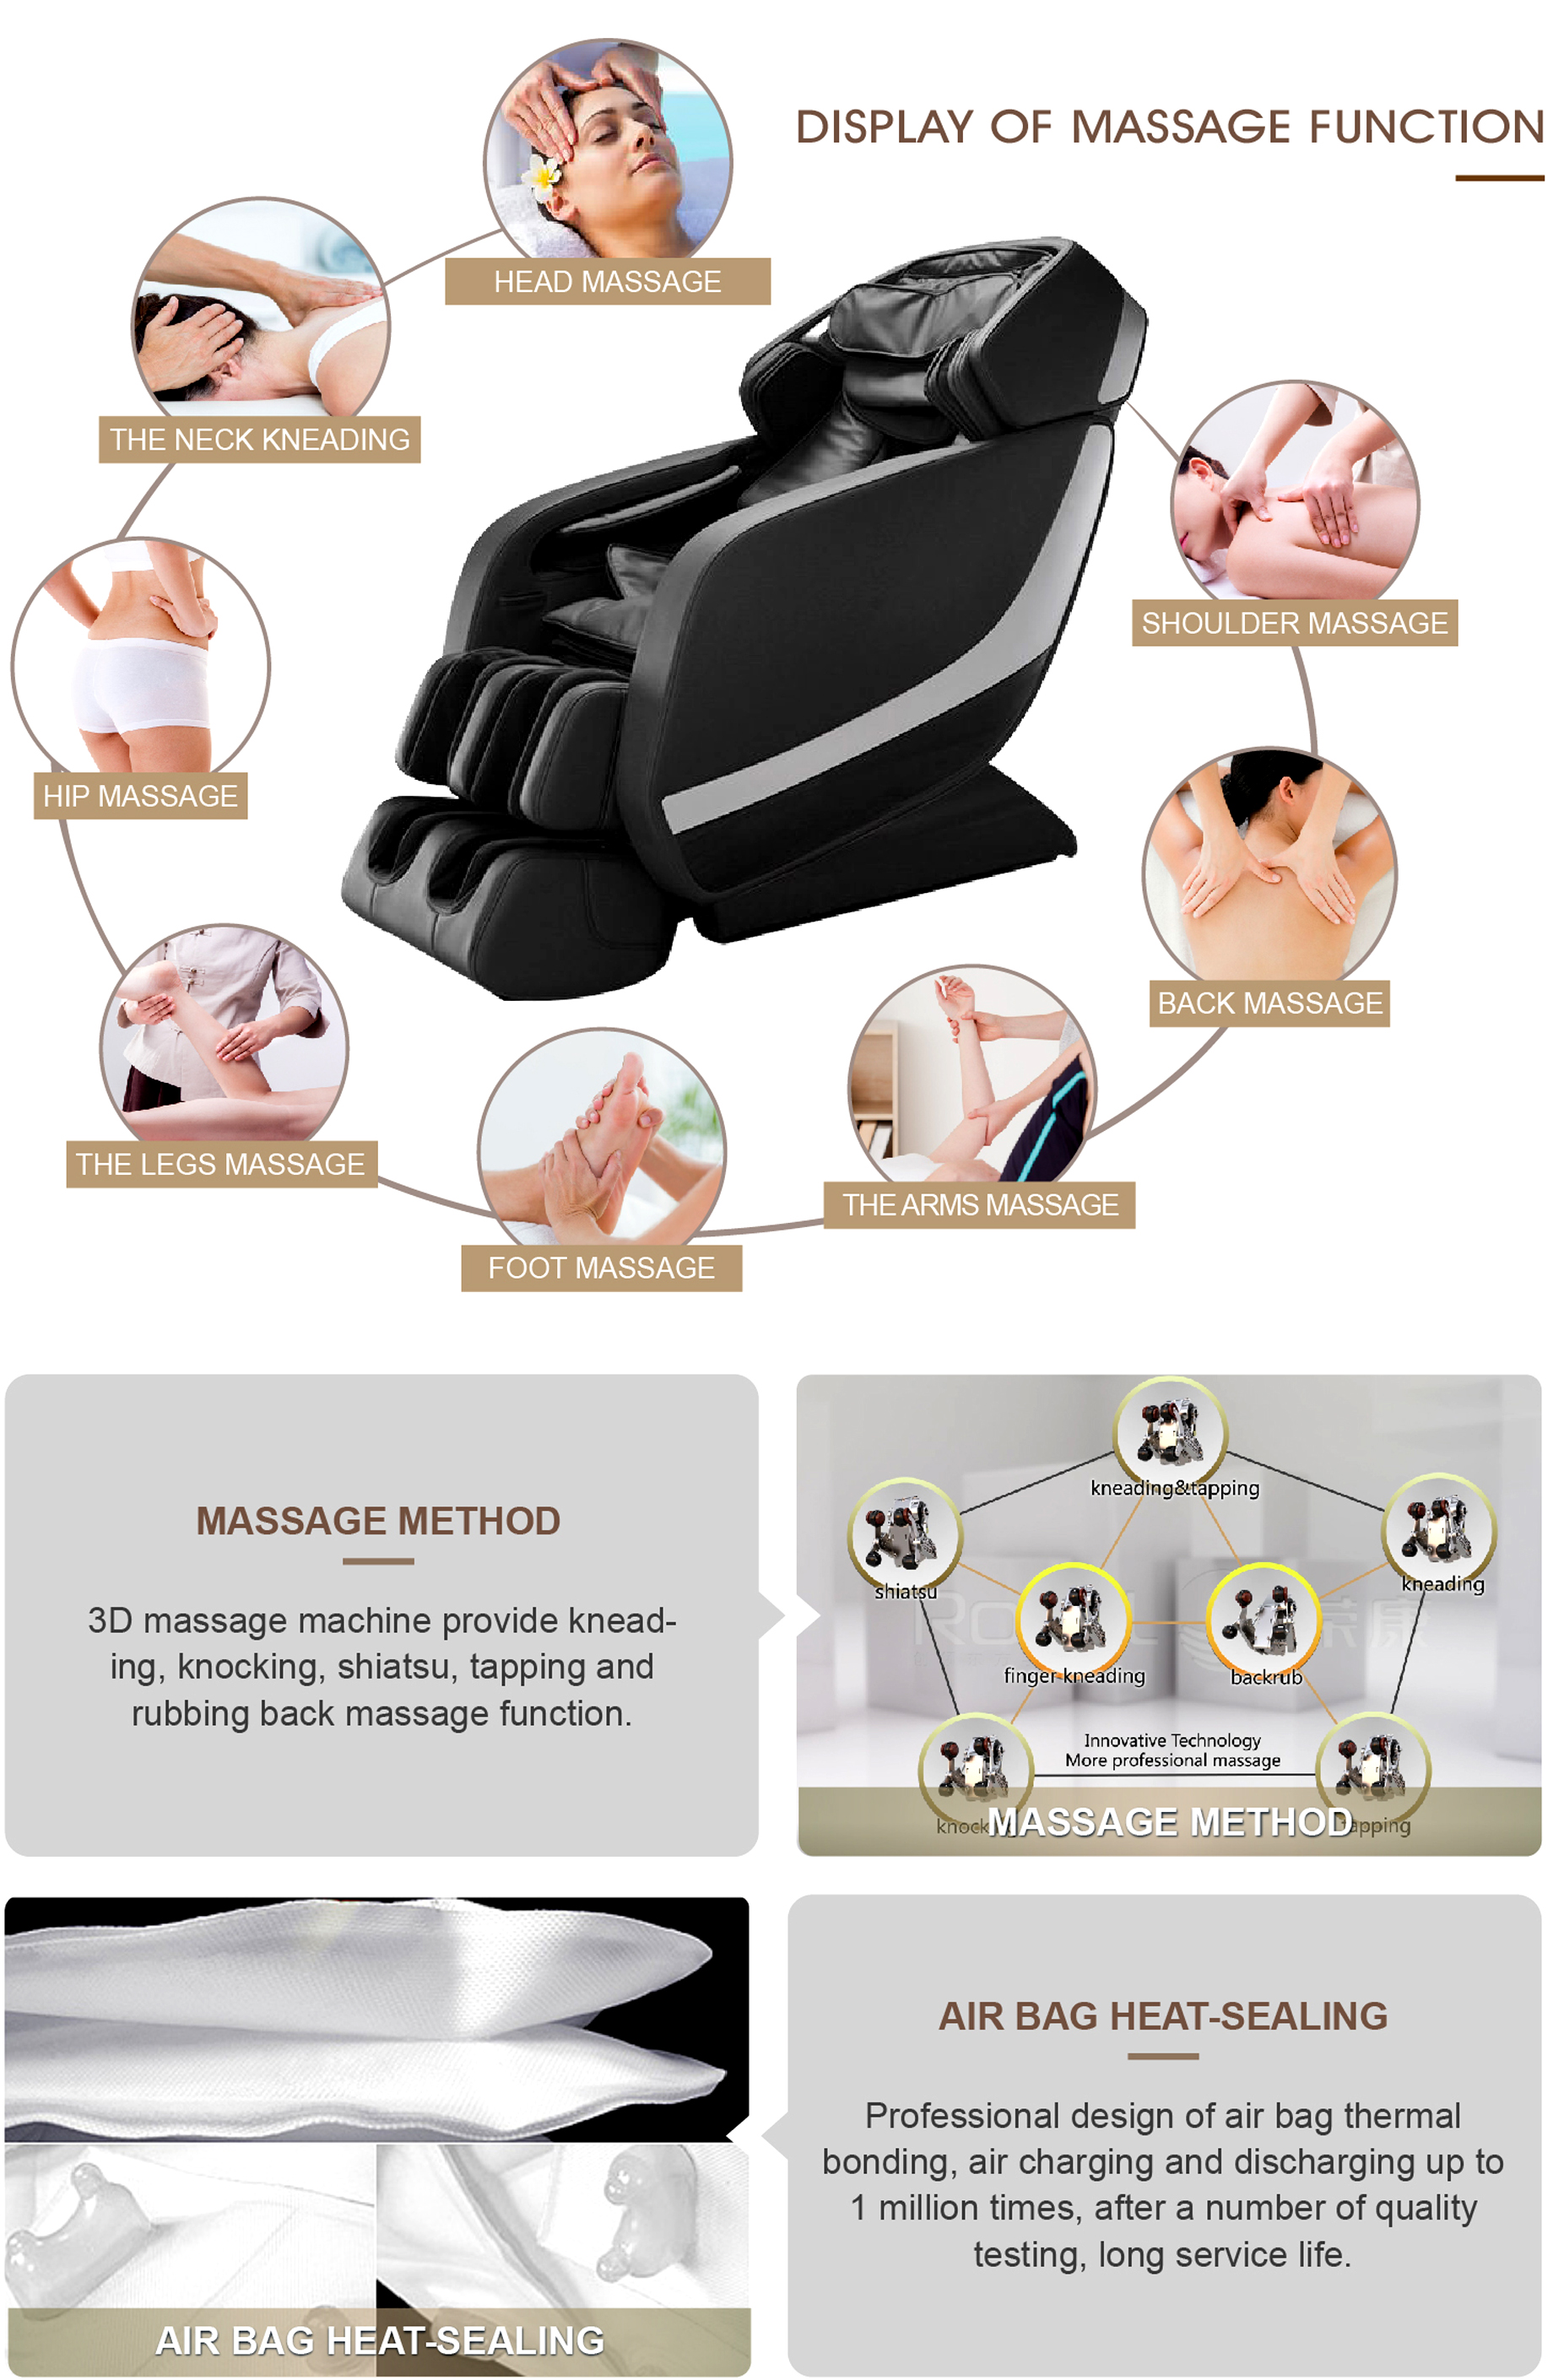 DISPLAY OF MASSAGE FUNCTION
HEAD MASSAGE
THE NECK KNEADING
SHOULDER MASSAGE
HIP MASSAGE
BACK MASSAGE
THE LEGS MASSAGE
THE ARMS MASSAGE
FOOT MASSAGE
MASSAGE METHOD
3D massage machine provide knead-
ing, knocking, shiatsu, tapping and
rubbing back massage function.
kneading&tapping
shiatsu
kneading
finger-kneading
backrub
Innovative Technology
More professional massage
tapping
MASSAGE METHOD
AIR BAG HEAT-SEALING
Professional design of air bag thermal
bonding, air charging and discharging up to
1 million times, after a number of quality
testing, long service life.
AIR BAG HEAT-SEALING